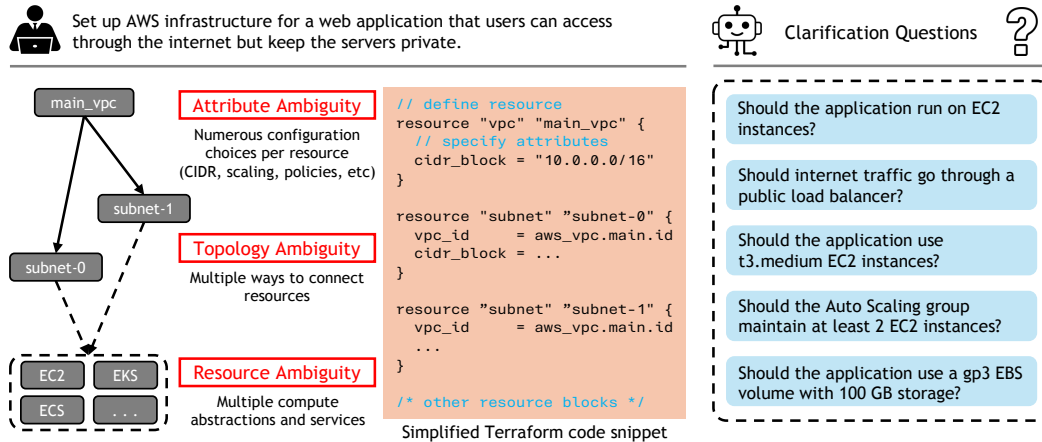 Set up AWS infrastructure for a web application that users can access
through the internet but keep the servers private.
Clarification Questions
main_vpc
subnet-1
subnet-0
EC2
EKS
ECS
. . .
Attribute Ambiguity
Numerous configuration
choices per resource
(CIDR, scaling, policies, etc)
Topology Ambiguity
Multiple ways to connect
resources
Resource Ambiguity
Multiple compute
abstractions and services
// define resource
resource "vpc" "main_vpc" {
// specify attributes
cidr_block = "10.0.0.0/16"
}
resource "subnet" ”subnet-0" {
vpc_id = aws_vpc.main.id
cidr_block = ...
}
resource ”subnet" ”subnet-1" {
vpc_id = aws_vpc.main.id
...
}
/* other resource blocks */
Simplified Terraform code snippet
Should the application run on EC2
instances?
Should internet traffic go through a
public load balancer?
Should the application use
t3.medium EC2 instances?
Should the Auto Scaling group
maintain at least 2 EC2 instances?
Should the application use a gp3 EBS
volume with 100 GB storage?